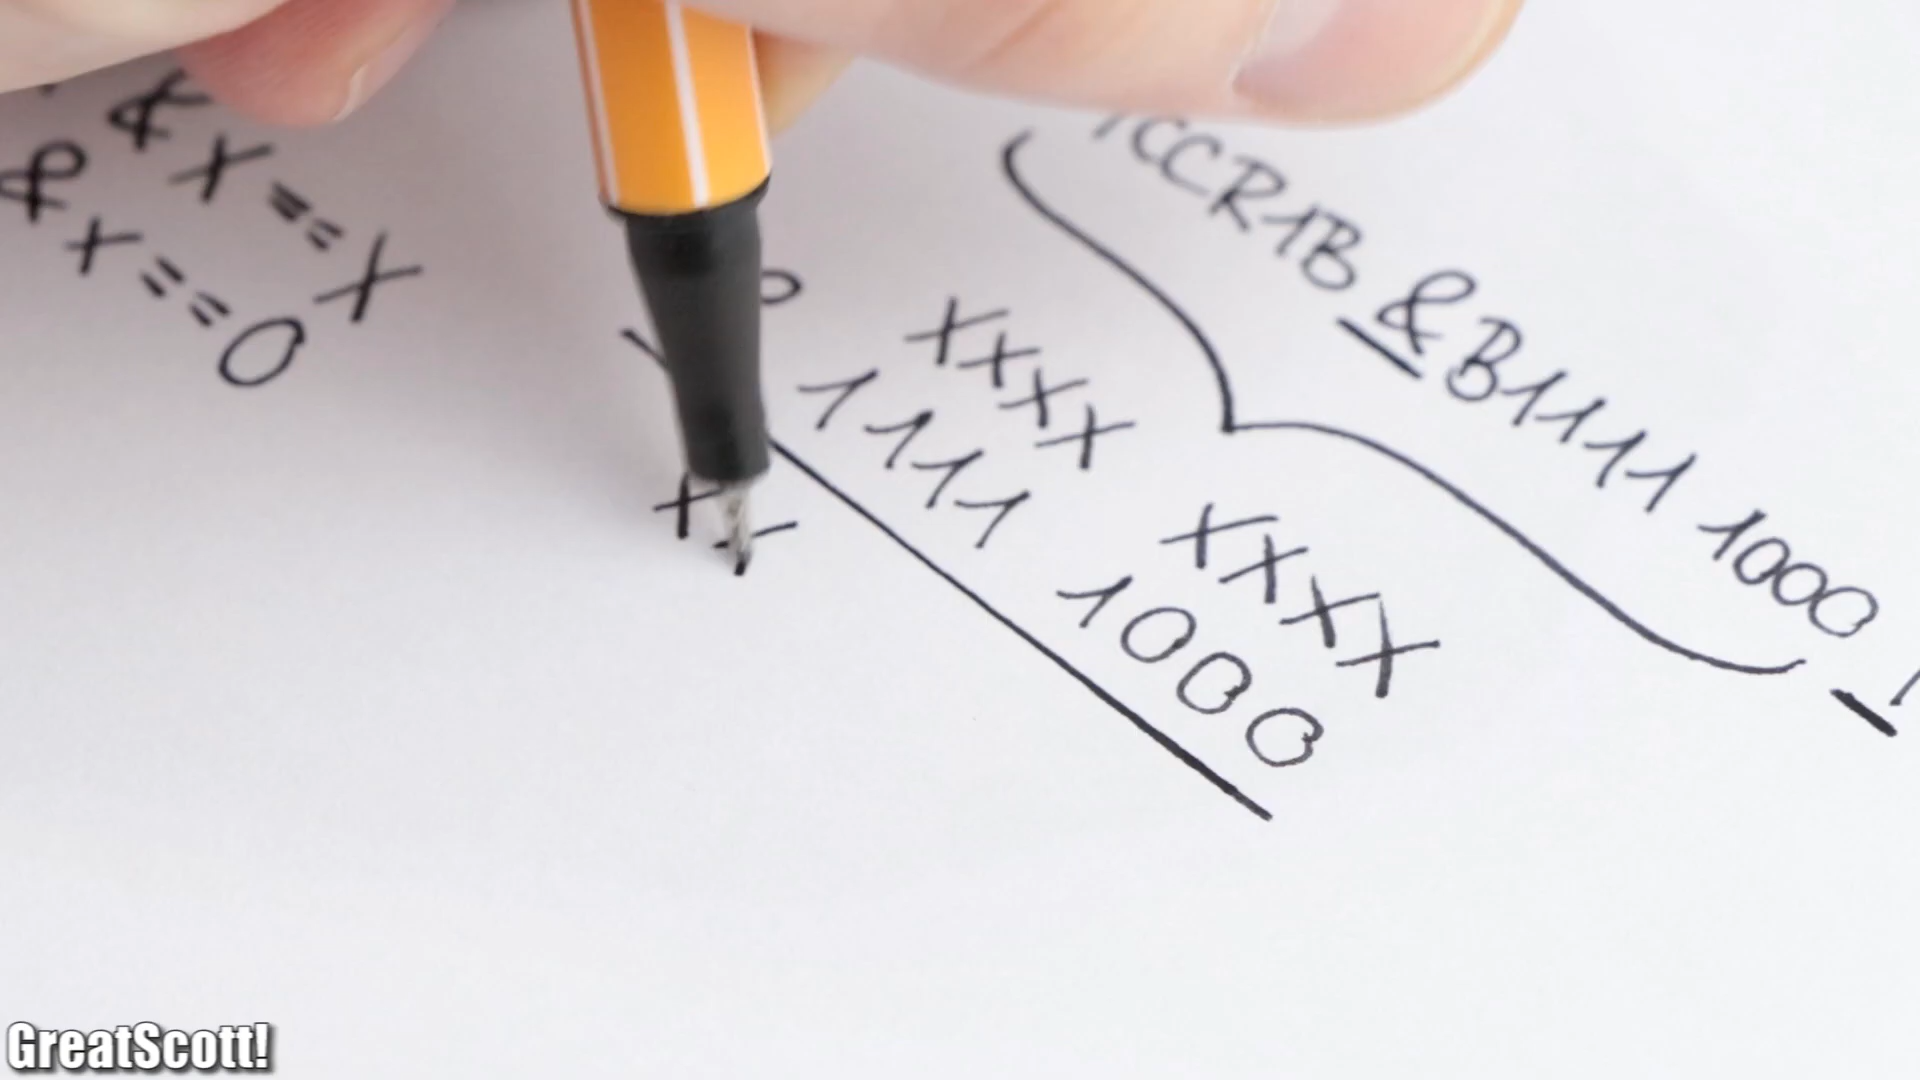 & X == X
& x == 0
TCCR1B & B1111 1000
XXXX XXXX
1111 1000
X
GreatScott!